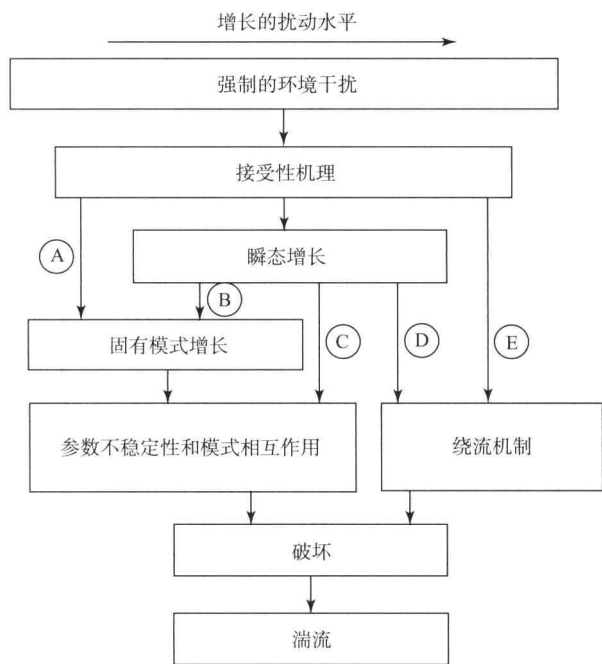 增长的扰动水平
强制的环境干扰
接受性机理
A
瞬态增长
B
固有模式增长
C
D
E
参数不稳定性和模式相互作用
绕流机制
破坏
湍流